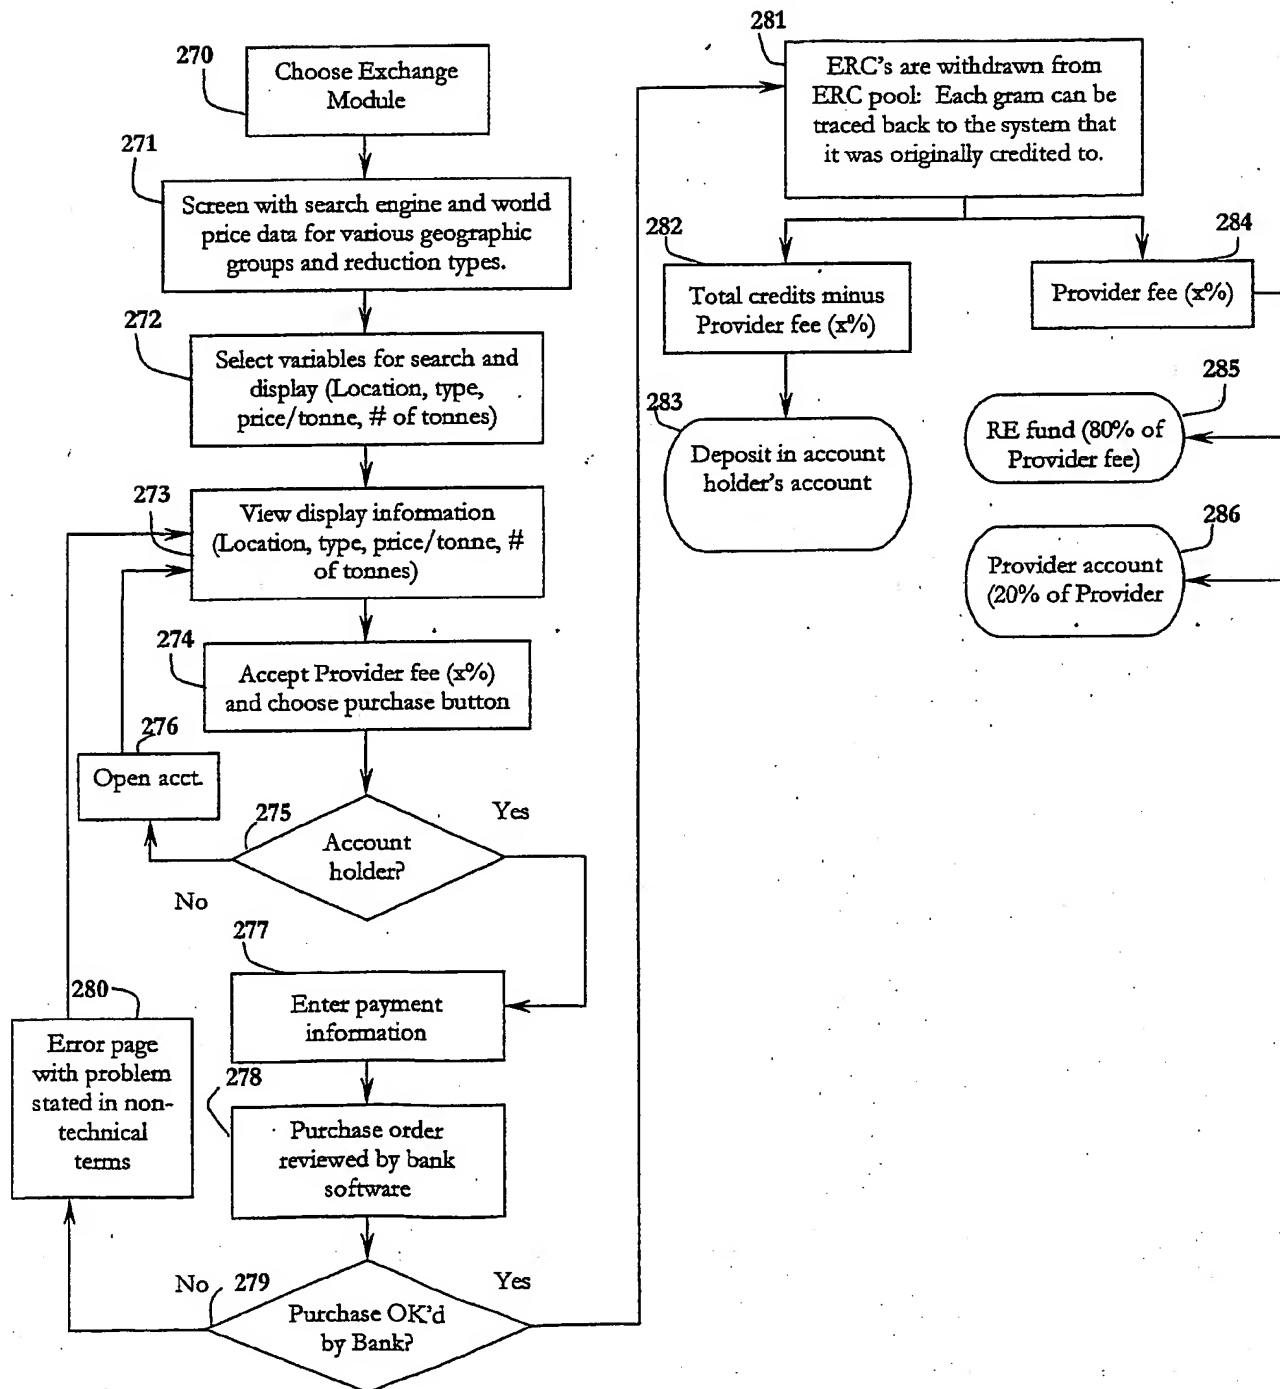 270
Choose Exchange
Module
271
Screen with search engine and world
price data for various geographic
groups and reduction types.
272
Select variables for search and
display (Location, type,
price/tonne, # of tonnes)
273
View display information
(Location, type, price/tonne, #
of tonnes)
274
Accept Provider fee (x%)
and choose purchase button
276
Open acct.
275
Account
holder?
Yes
No
277
Enter payment
information
278
Purchase order
reviewed by bank
software
280
Error page
with problem
stated in non-
technical
terms
No
279
Purchase OK'd
by Bank?
Yes
281
ERC's are withdrawn from
ERC pool: Each gram can be
traced back to the system that
it was originally credited to.
282
Total credits minus
Provider fee (x%)
283
Deposit in account
holder's account
284
Provider fee (x%)
285
RE fund (80% of
Provider fee)
286
Provider account
(20% of Provider